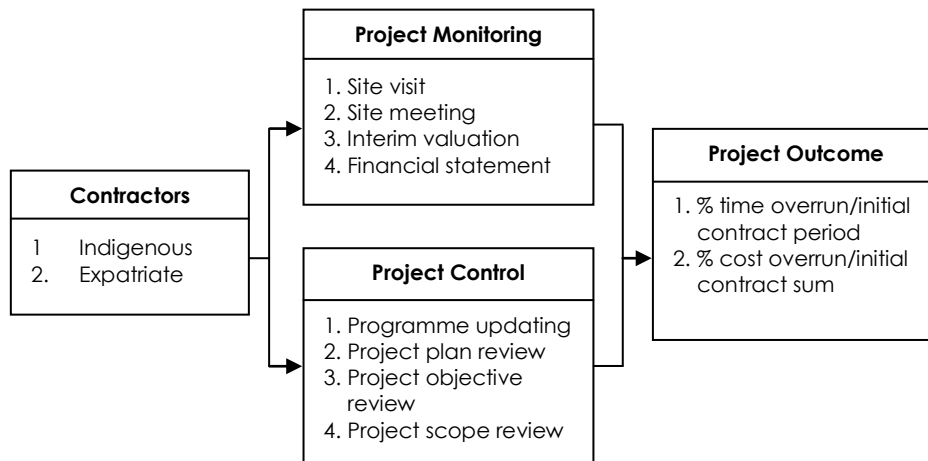 Project Monitoring
1. Site visit
2. Site meeting
3. Interim valuation
4. Financial statement
Contractors
1 Indigenous
2. Expatriate
Project Control
1. Programme updating
2. Project plan review
3. Project objective
review
4. Project scope review
Project Outcome
1. % time overrun/initial
contract period
2. % cost overrun/initial
contract sum